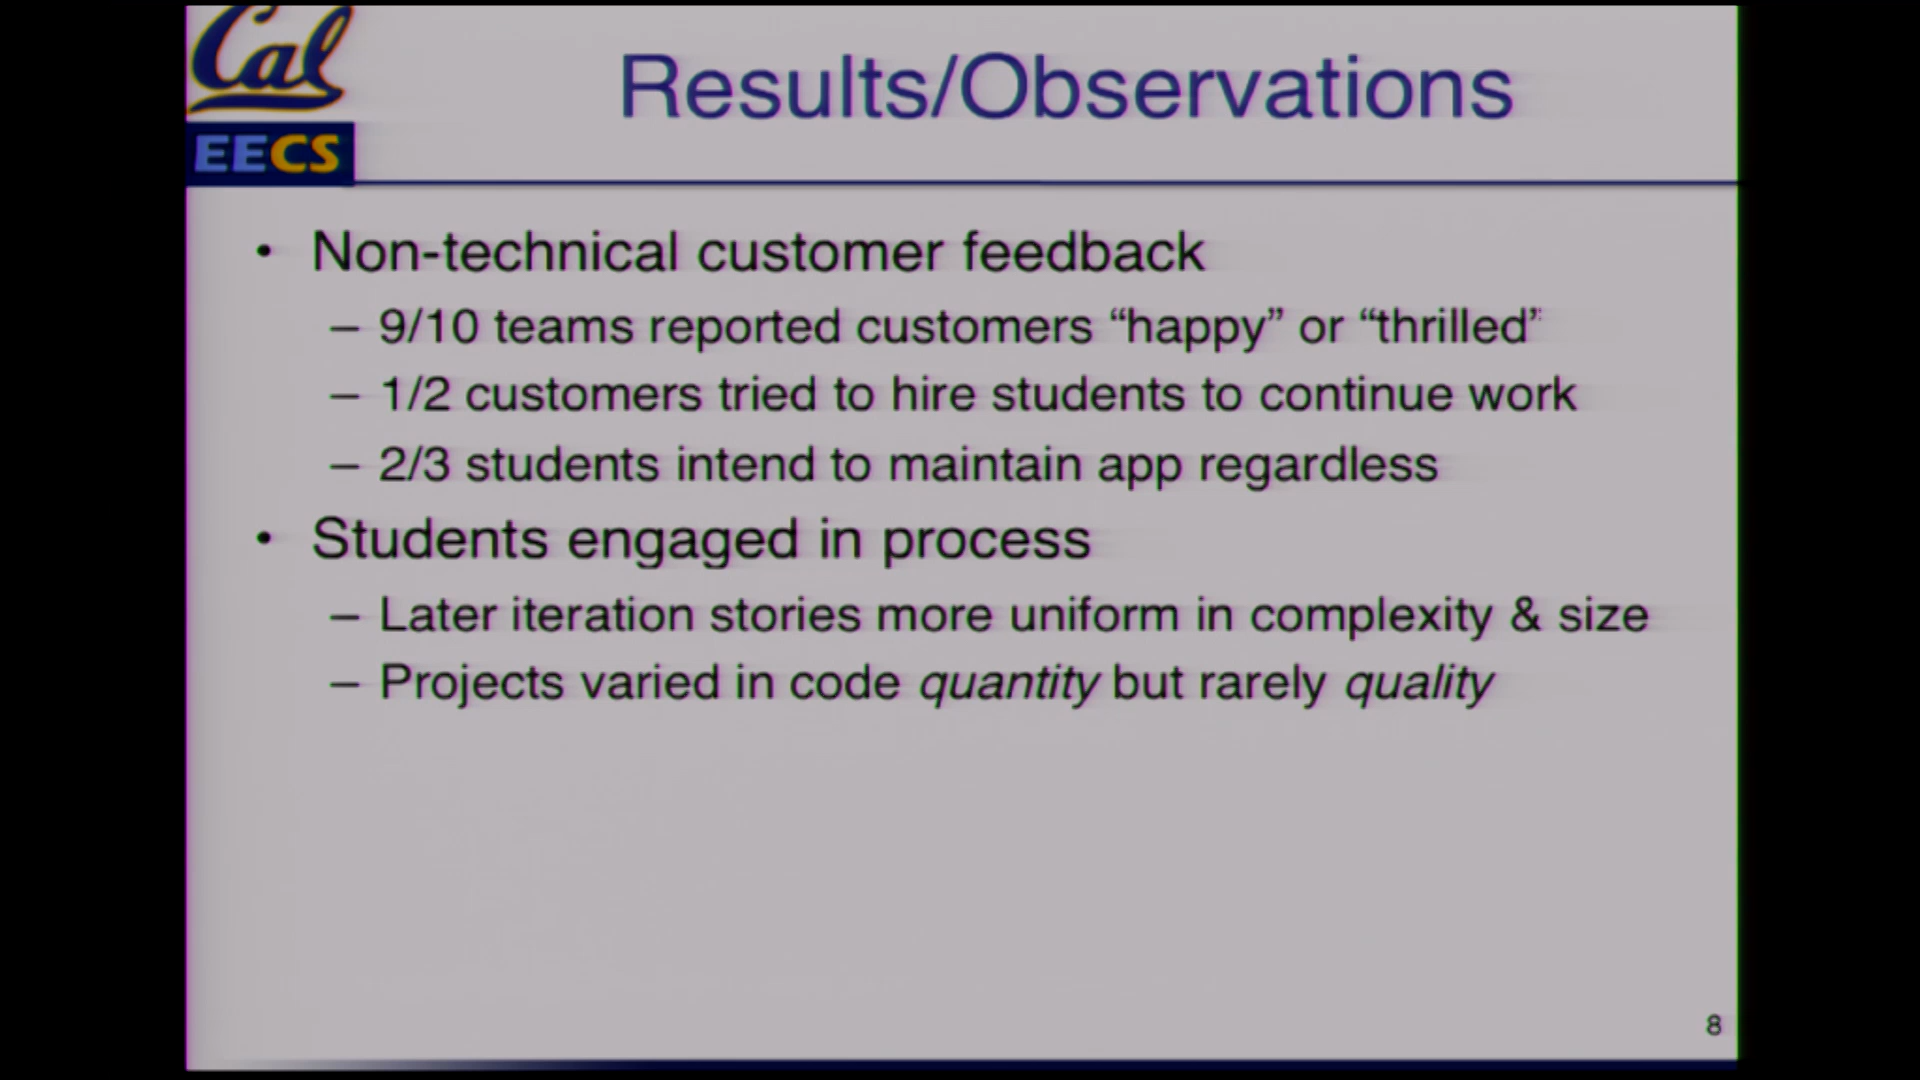 Cal
EECS
Results/Observations
• Non-technical customer feedback
– 9/10 teams reported customers “happy” or “thrilled”
– 1/2 customers tried to hire students to continue work
– 2/3 students intend to maintain app regardless
• Students engaged in process
– Later iteration stories more uniform in complexity & size
– Projects varied in code quantity but rarely quality
8